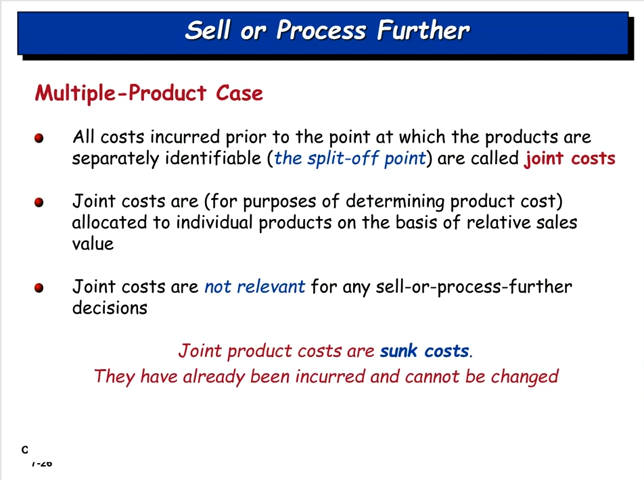 Sell or Process Further
Multiple-Product Case
All costs incurred prior to the point at which the products are
separately identifiable (the split-off point) are called joint costs
Joint costs are (for purposes of determining product cost)
allocated to individual products on the basis of relative sales
value
Joint costs are not relevant for any sell-or-process-further
decisions
Joint product costs are sunk costs.
They have already been incurred and cannot be changed
C